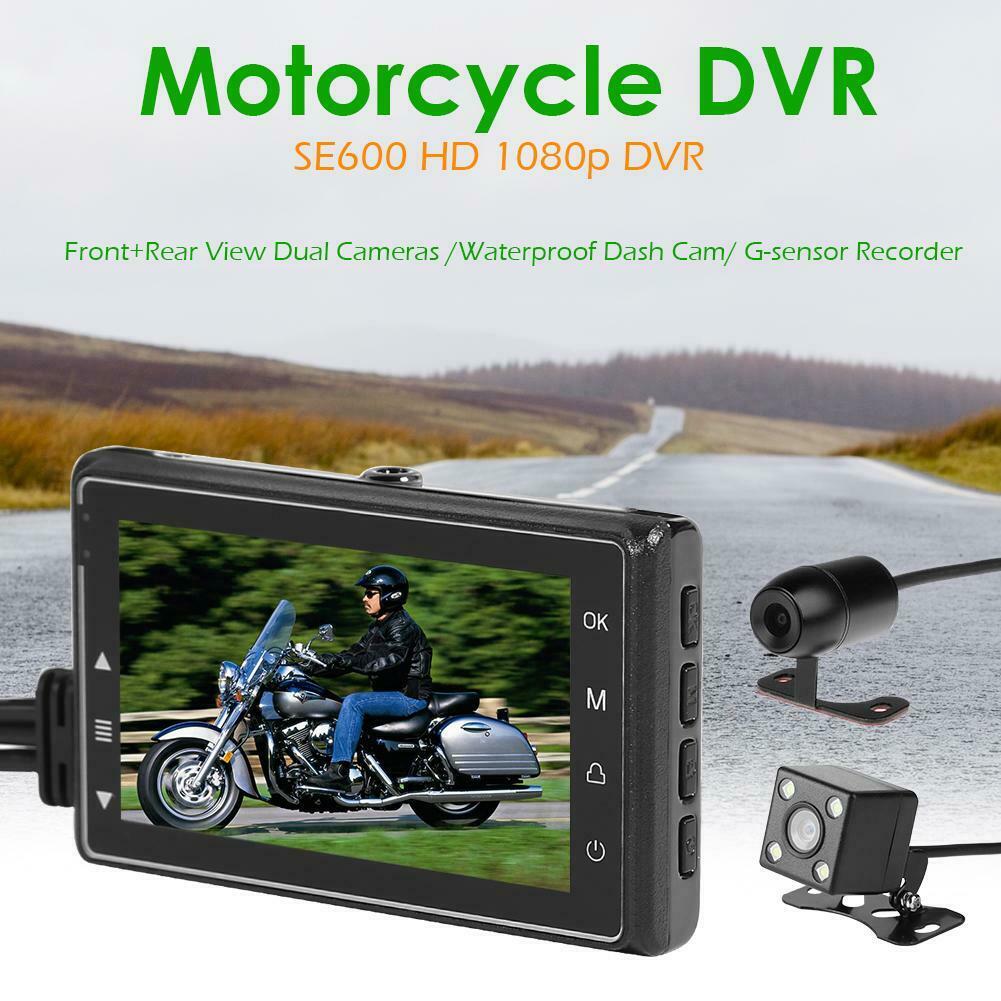 Motorcycle DVR
SE600 HD 1080p DVR
Front+Rear View Dual Cameras /Waterproof Dash Cam/ G-sensor Recorder
OK
M